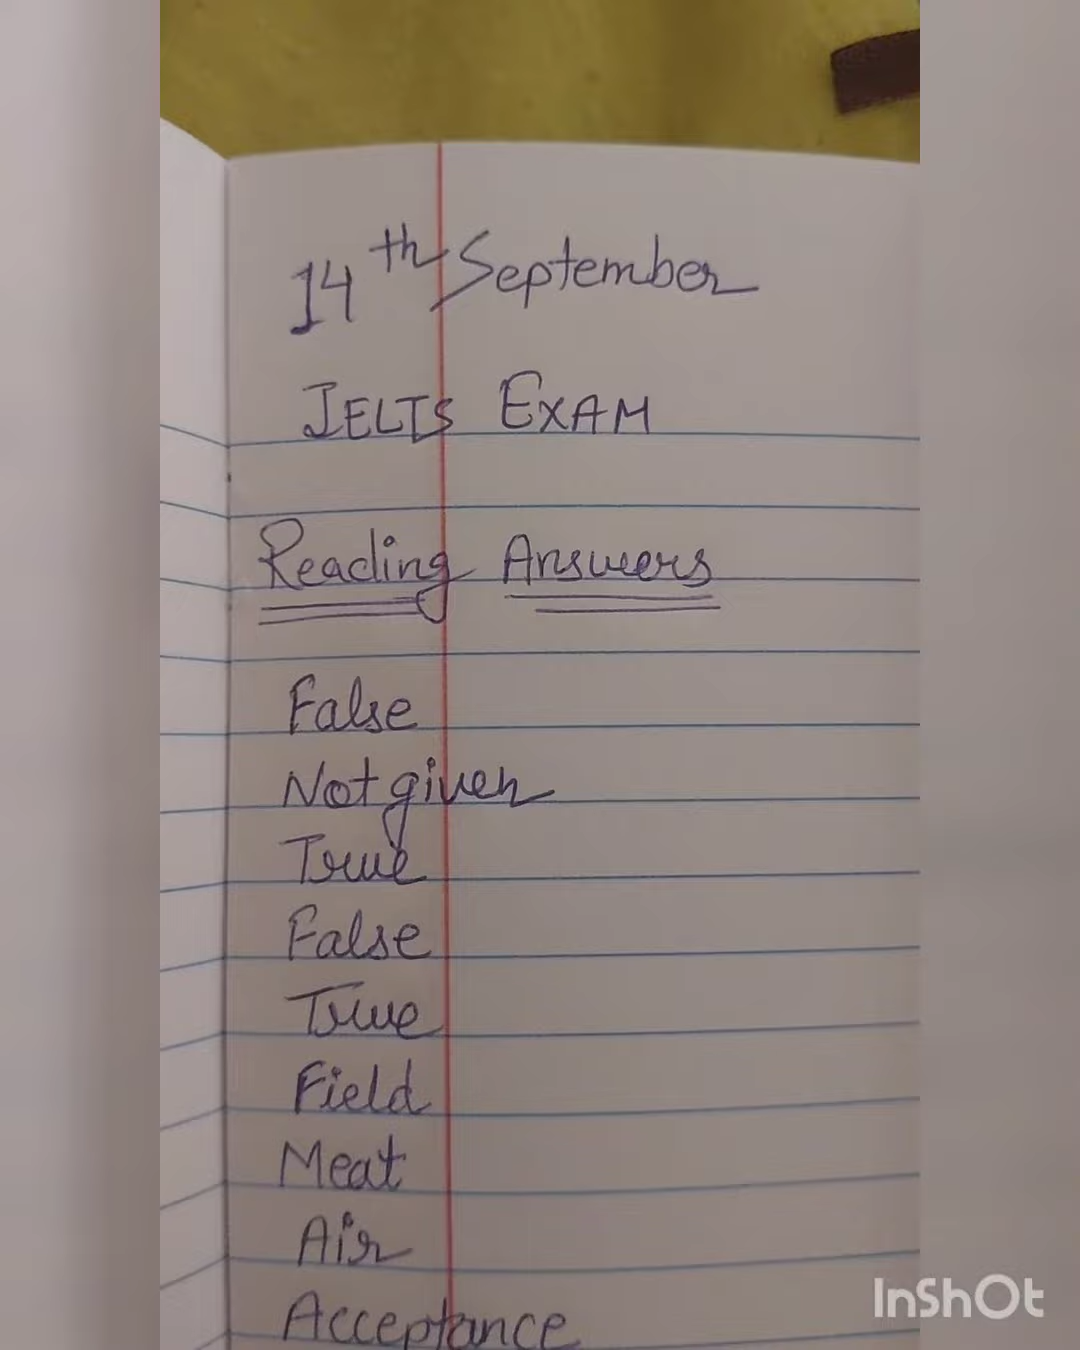 14th September
IELTS EXAM
Reading Answers
False
Not given
True
False
True
Field
Meat
Air
Acceptance
InShOt